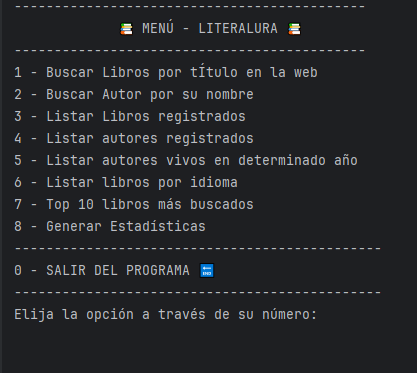 ----------------------------------------
📚 MENÚ - LITERALURA 📚
----------------------------------------
1 - Buscar Libros por tÍtulo en la web
2 - Buscar Autor por su nombre
3 - Listar Libros registrados
4 - Listar autores registrados
5 - Listar autores vivos en determinado año
6 - Listar libros por idioma
7 - Top 10 libros más buscados
8 - Generar Estadísticas
------------------------------------------
0 - SALIR DEL PROGRAMA 🔚
------------------------------------------
Elija la opción a través de su número: